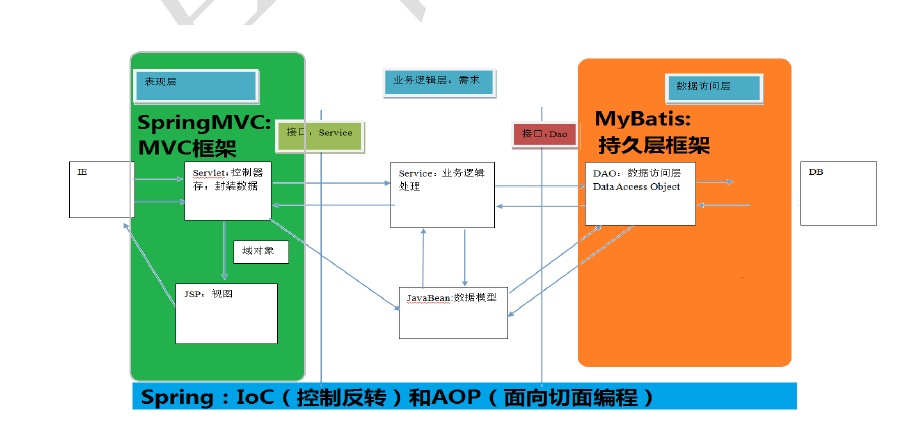 表现层
业务逻辑层：需求
数据访问层
SpringMVC:
MVC框架
接口：Service
接口:Dao
MyBatis:
持久层框架
IE
Servlet:控制器
存；封装数据
Service：业务逻辑
处理
DAO：数据访问层
Data Access Object
DB
域对象
JSP：视图
JavaBean:数据模型
Spring：IoC（控制反转）和AOP（面向切面编程）